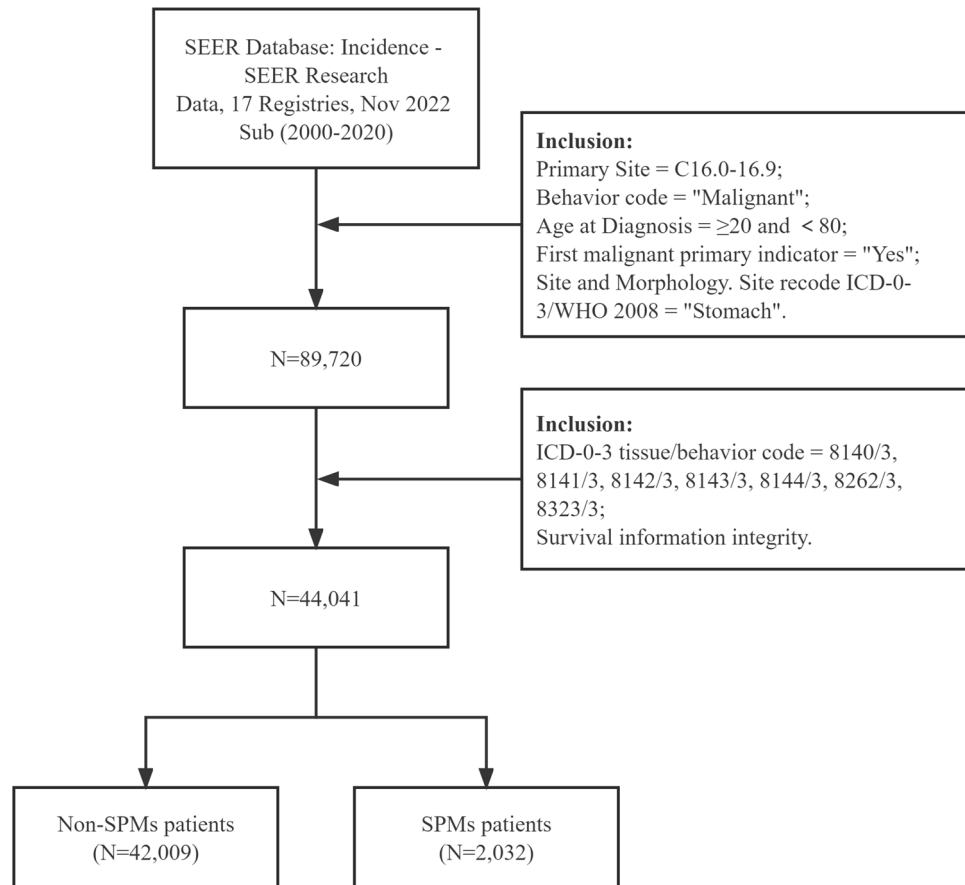 SEER Database: Incidence -
SEER Research
Data, 17 Registries, Nov 2022
Sub (2000-2020)
Inclusion:
Primary Site = C16.0-16.9;
Behavior code = "Malignant";
Age at Diagnosis = ≥20 and < 80;
First malignant primary indicator = "Yes";
Site and Morphology. Site recode ICD-0-
3/WHO 2008 = "Stomach".
N=89,720
Inclusion:
ICD-0-3 tissue/behavior code = 8140/3,
8141/3, 8142/3, 8143/3, 8144/3, 8262/3,
8323/3;
Survival information integrity.
N=44,041
Non-SPMs patients
(N=42,009)
SPMs patients
(N=2,032)